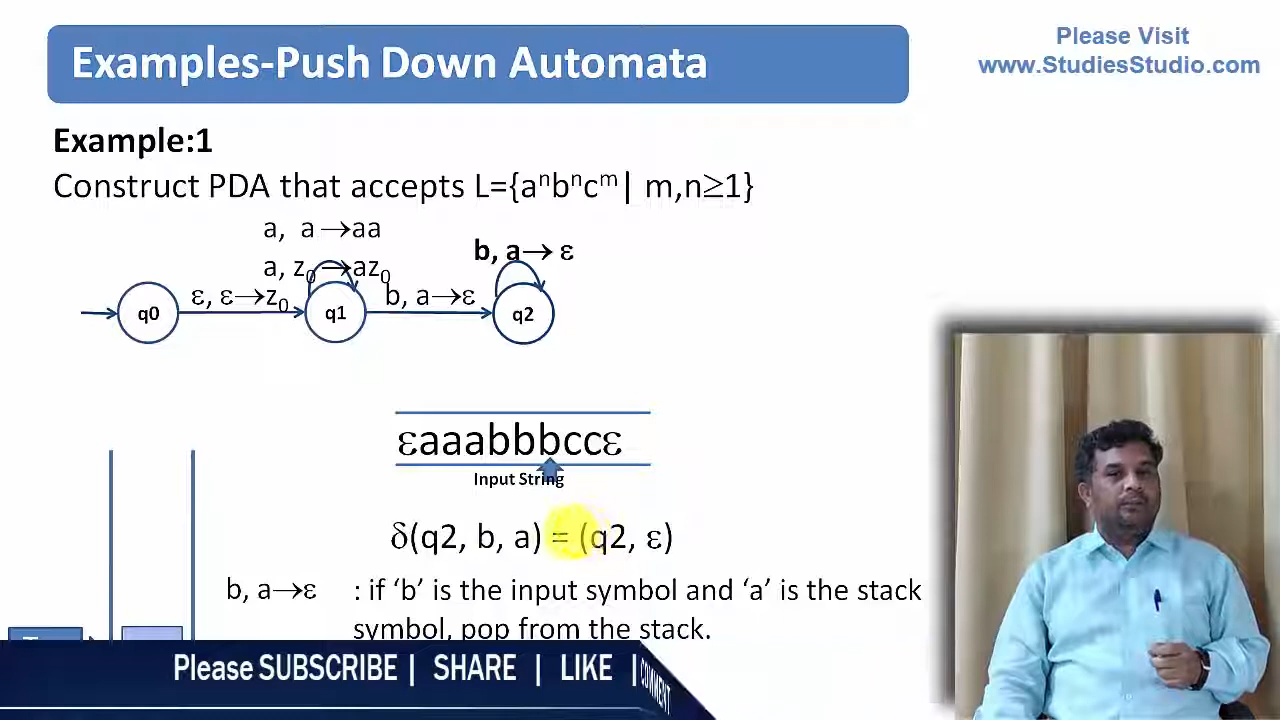 Examples-Push Down Automata
Please Visit
www.StudiesStudio.com
Example:1
Construct PDA that accepts L={aⁿbⁿcᵐ| m,n≥1}
a, a→aa
a, z₀→az₀
b, a→ ε
q0
ε, ε→z₀
q1
b, a→ε
q2
εaaabbbccε
Input String
δ(q2, b, a) = (q2, ε)
b, a→ε : if ‘b’ is the input symbol and ‘a’ is the stack
symbol, pop from the stack.
Please SUBSCRIBE | SHARE | LIKE | COMMENT